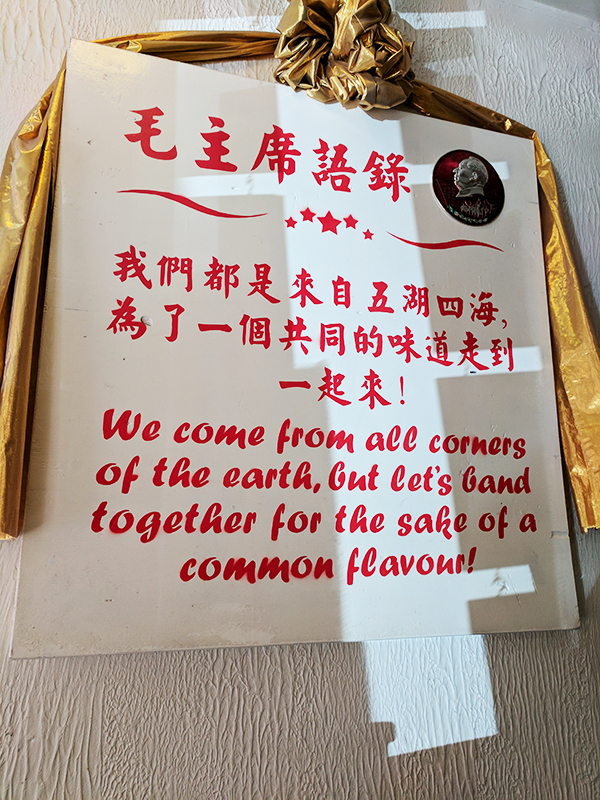 毛主席語錄
我們都是來自五湖四海,
為了一個共同的味道走到
一起來!
We come from all corners
of the earth, but let's band
together for the sake of a
common flavour!